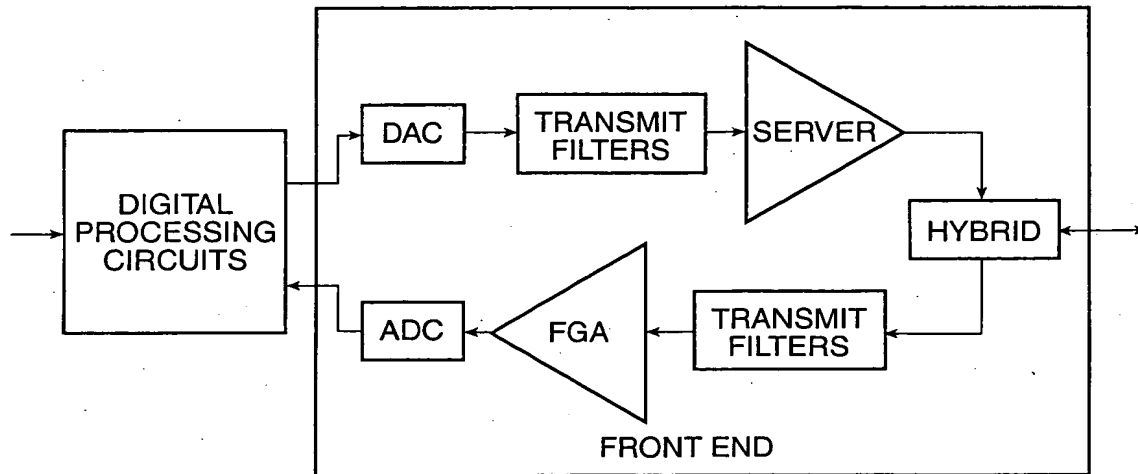 DIGITAL
PROCESSING
CIRCUITS
DAC
TRANSMIT
FILTERS
SERVER
HYBRID
TRANSMIT
FILTERS
FGA
ADC
FRONT END